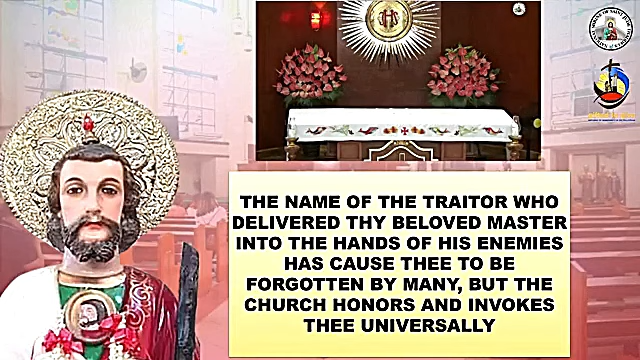 THE NAME OF THE TRAITOR WHO
DELIVERED THY BELOVED MASTER
INTO THE HANDS OF HIS ENEMIES
HAS CAUSE THEE TO BE
FORGOTTEN BY MANY, BUT THE
CHURCH HONORS AND INVOKES
THEE UNIVERSALLY